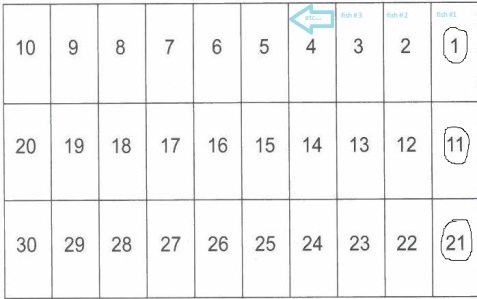 etc... fish # 3 fish # 2 fish #1
10 9 8 7 6 5 4 3 2 1
20 19 18 17 16 15 14 13 12 11
30 29 28 27 26 25 24 23 22 21